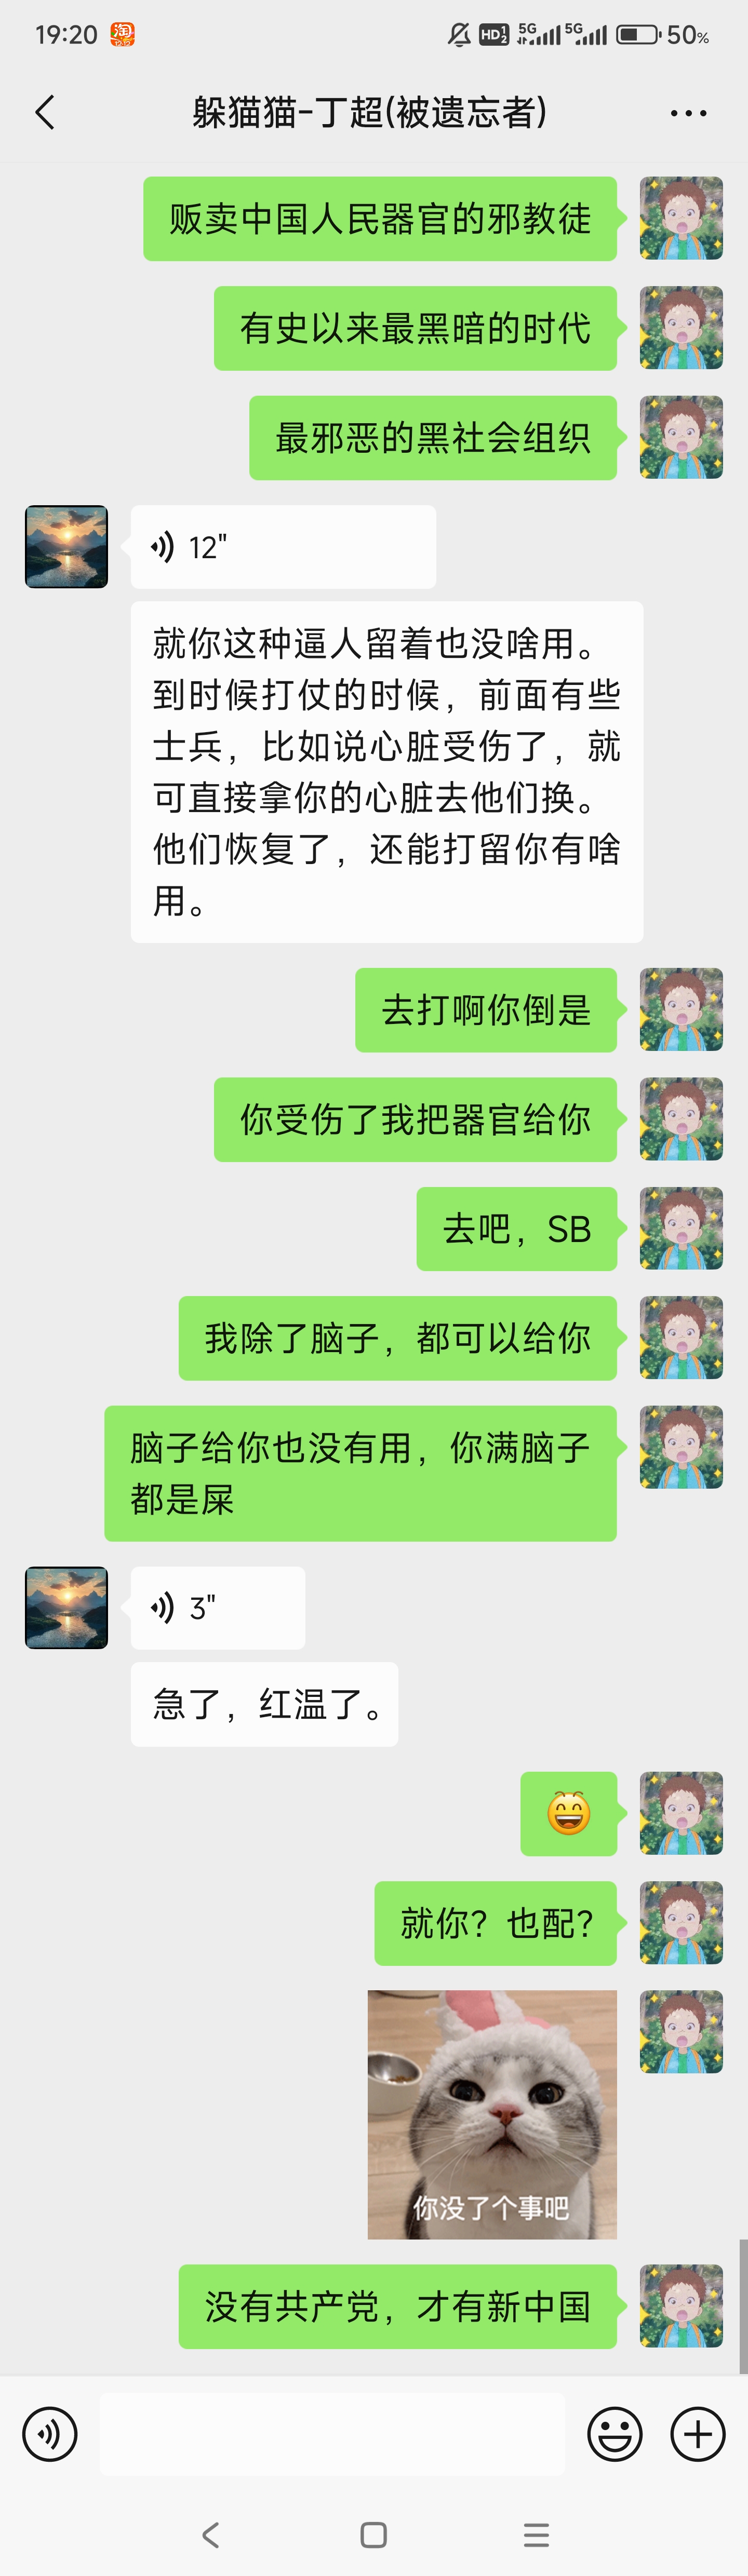 19:20
HD 1 2 5G 5G 50%
躲猫猫-丁超(被遗忘者)
贩卖中国人民器官的邪教徒
有史以来最黑暗的时代
最邪恶的黑社会组织
12"
就你这种逼人留着也没啥用。
到时候打仗的时候，前面有些
士兵，比如说心脏受伤了，就
可直接拿你的心脏去他们换。
他们恢复了，还能打留你有啥
用。
去打啊你倒是
你受伤了我把器官给你
去吧，SB
我除了脑子，都可以给你
脑子给你也没有用，你满脑子
都是屎
3"
急了，红温了。
就你？也配？
你没了个事吧
没有共产党，才有新中国